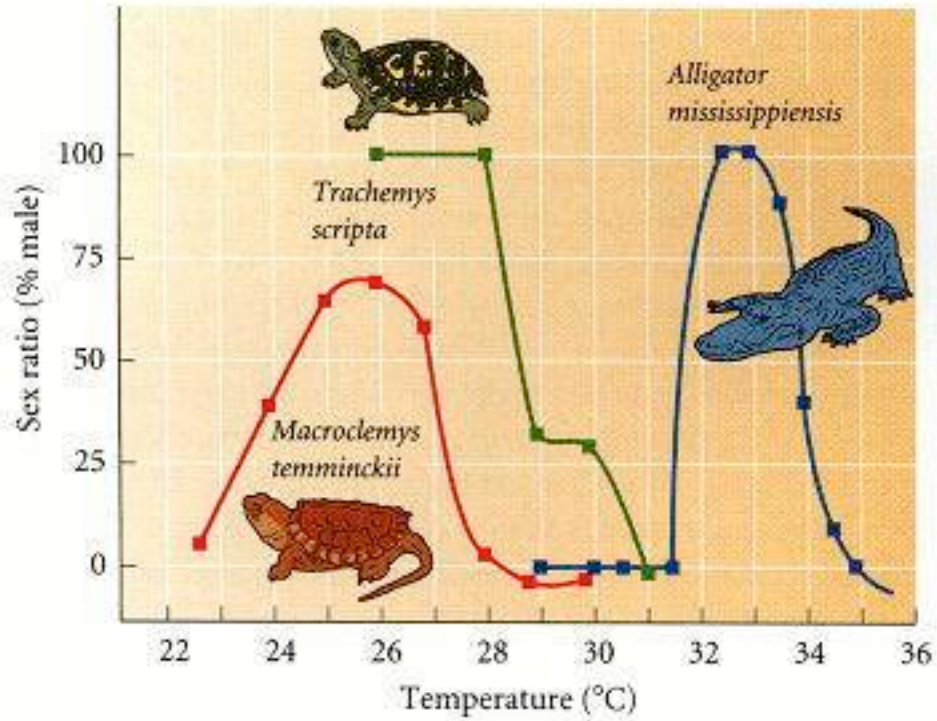 Alligator
mississippiensis
Trachemys
scripta
Macroclemys
temminckii
Sex ratio (% male)
100
75
50
25
0
22 24 26 28 30 32 34 36
Temperature (°C)